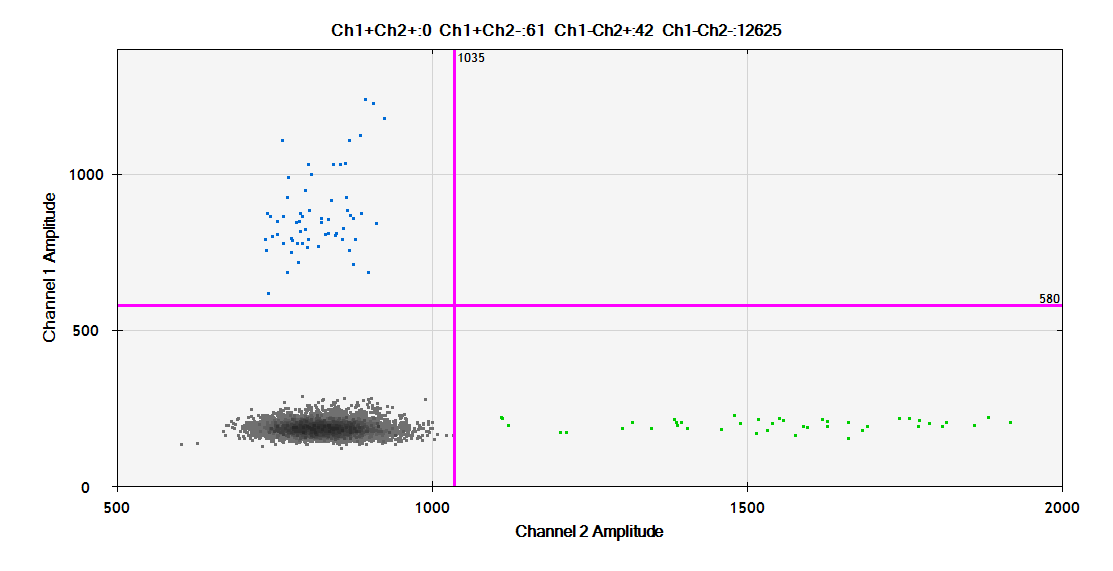 Ch1+Ch2+:0 Ch1+Ch2-:61 Ch1-Ch2+:42 Ch1-Ch2-:12625
1035
1000
Channel 1 Amplitude
580
500
0
500 1000 1500 2000
Channel 2 Amplitude